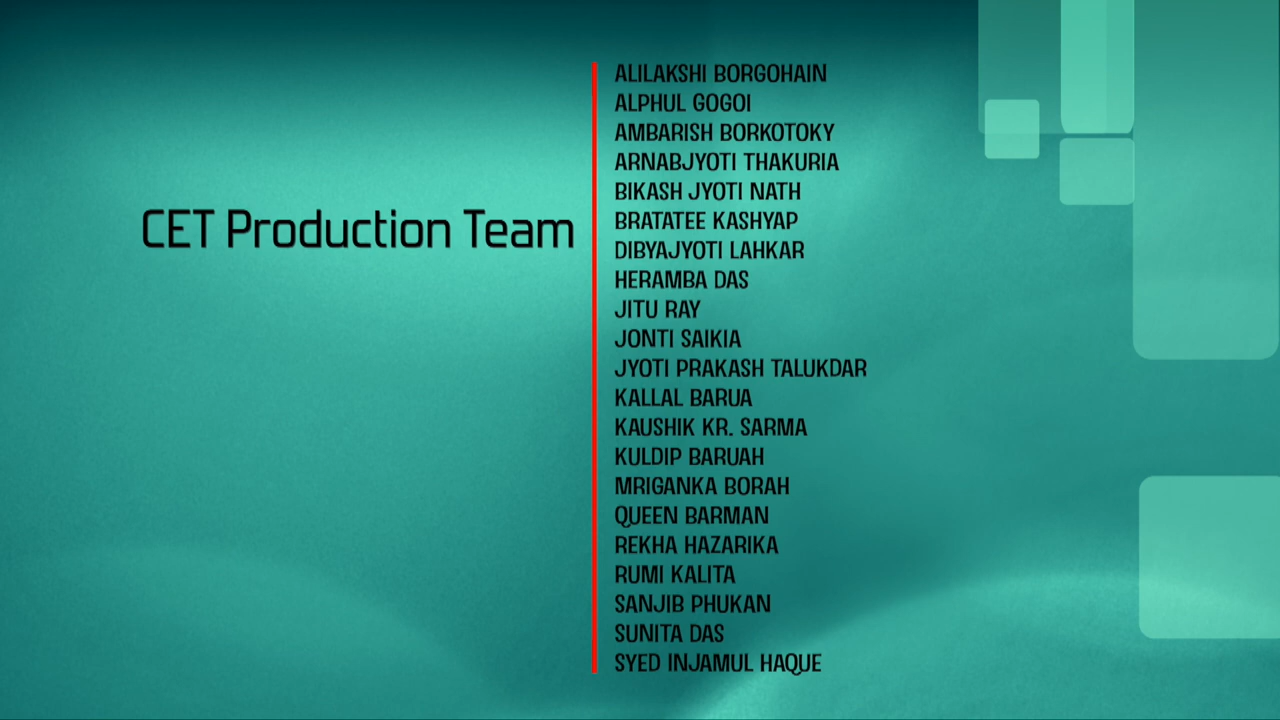 CET Production Team
ALILAKSHI BORGOHAIN
ALPHUL GOGOI
AMBARISH BORKOTOKY
ARNABJYOTI THAKURIA
BIKASH JYOTI NATH
BRATATEE KASHYAP
DIBYAJYOTI LAHKAR
HERAMBA DAS
JITU RAY
JONTI SAIKIA
JYOTI PRAKASH TALUKDAR
KALLAL BARUA
KAUSHIK KR. SARMA
KULDIP BARUAH
MRIGANKA BORAH
QUEEN BARMAN
REKHA HAZARIKA
RUMI KALITA
SANJIB PHUKAN
SUNITA DAS
SYED INJAMUL HAQUE